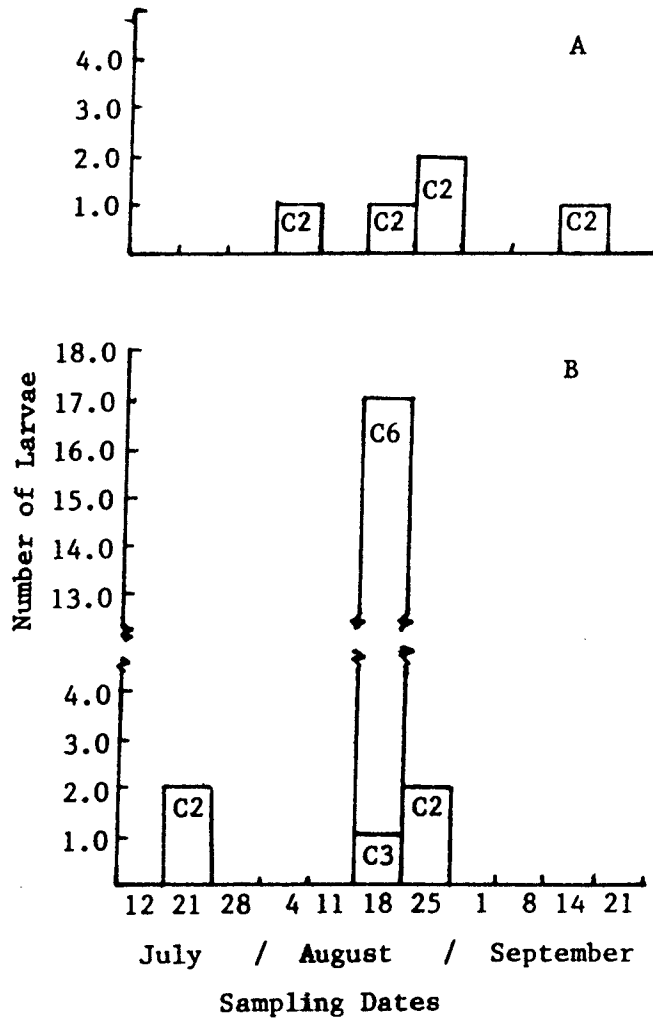 A
4.0
3.0
2.0
1.0
C2
C2
C2
C2
Number of Larvae
B
18.0
17.0
16.0
15.0
14.0
13.0
4.0
3.0
2.0
1.0
C6
C2
C3
C2
12 21 28 4 11 18 25 1 8 14 21
July / August / September
Sampling Dates